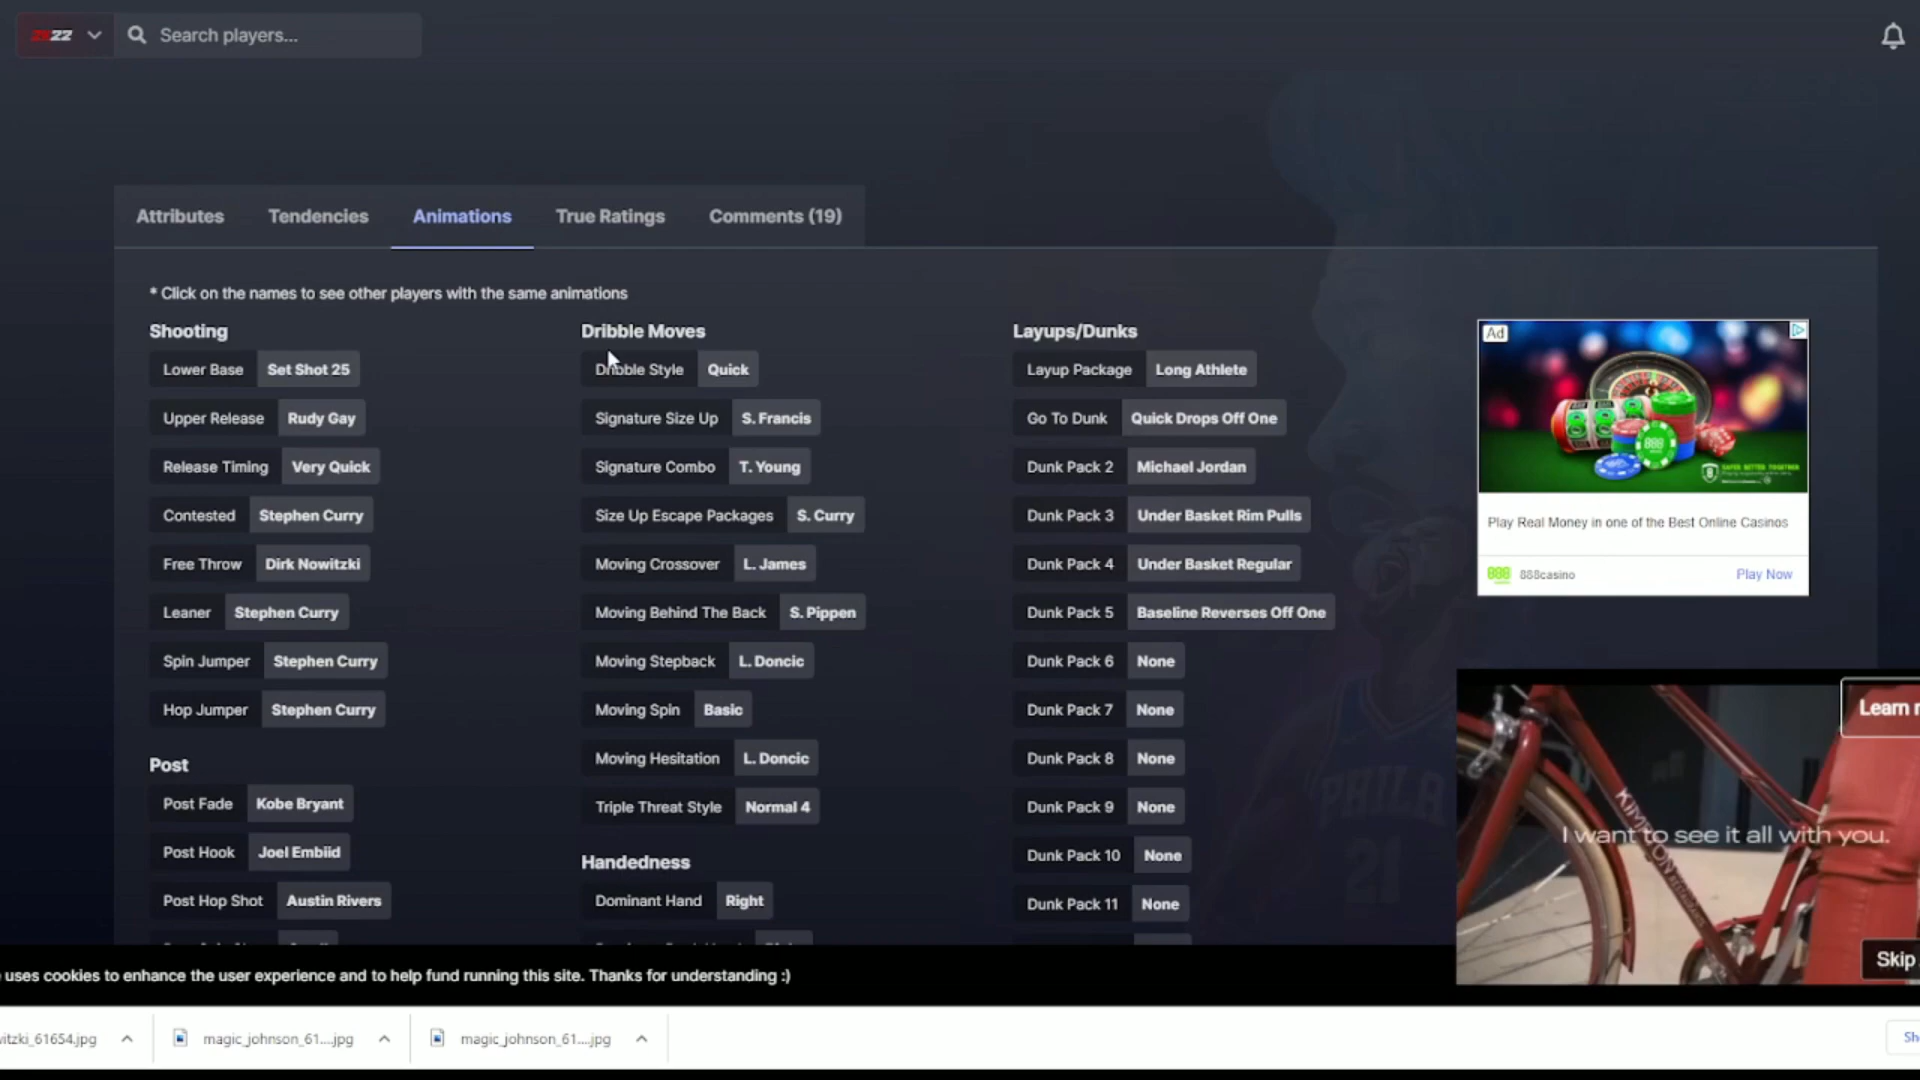 2K22
Search players...
Attributes
Tendencies
Animations
True Ratings
Comments (19)
* Click on the names to see other players with the same animations
Shooting
Lower Base Set Shot 25
Upper Release Rudy Gay
Release Timing Very Quick
Contested Stephen Curry
Free Throw Dirk Nowitzki
Leaner Stephen Curry
Spin Jumper Stephen Curry
Hop Jumper Stephen Curry
Post
Post Fade Kobe Bryant
Post Hook Joel Embiid
Post Hop Shot Austin Rivers
Dribble Moves
Dribble Style Quick
Signature Size Up S. Francis
Signature Combo T. Young
Size Up Escape Packages S. Curry
Moving Crossover L. James
Moving Behind The Back S. Pippen
Moving Stepback L. Doncic
Moving Spin Basic
Moving Hesitation L. Doncic
Triple Threat Style Normal 4
Handedness
Dominant Hand Right
Layups/Dunks
Layup Package Long Athlete
Go To Dunk Quick Drops Off One
Dunk Pack 2 Michael Jordan
Dunk Pack 3 Under Basket Rim Pulls
Dunk Pack 4 Under Basket Regular
Dunk Pack 5 Baseline Reverses Off One
Dunk Pack 6 None
Dunk Pack 7 None
Dunk Pack 8 None
Dunk Pack 9 None
Dunk Pack 10 None
Dunk Pack 11 None
PHILA
21
Ad
888
SAFER BETTER TOGETHER
Play Real Money in one of the Best Online Casinos
888 888casino
Play Now
Learn
KIMPTON
I want to see it all with you.
Skip
uses cookies to enhance the user experience and to help fund running this site. Thanks for understanding :)
vitzki_61654.jpg
magic_johnson_61....jpg
magic_johnson_61....jpg
Sh